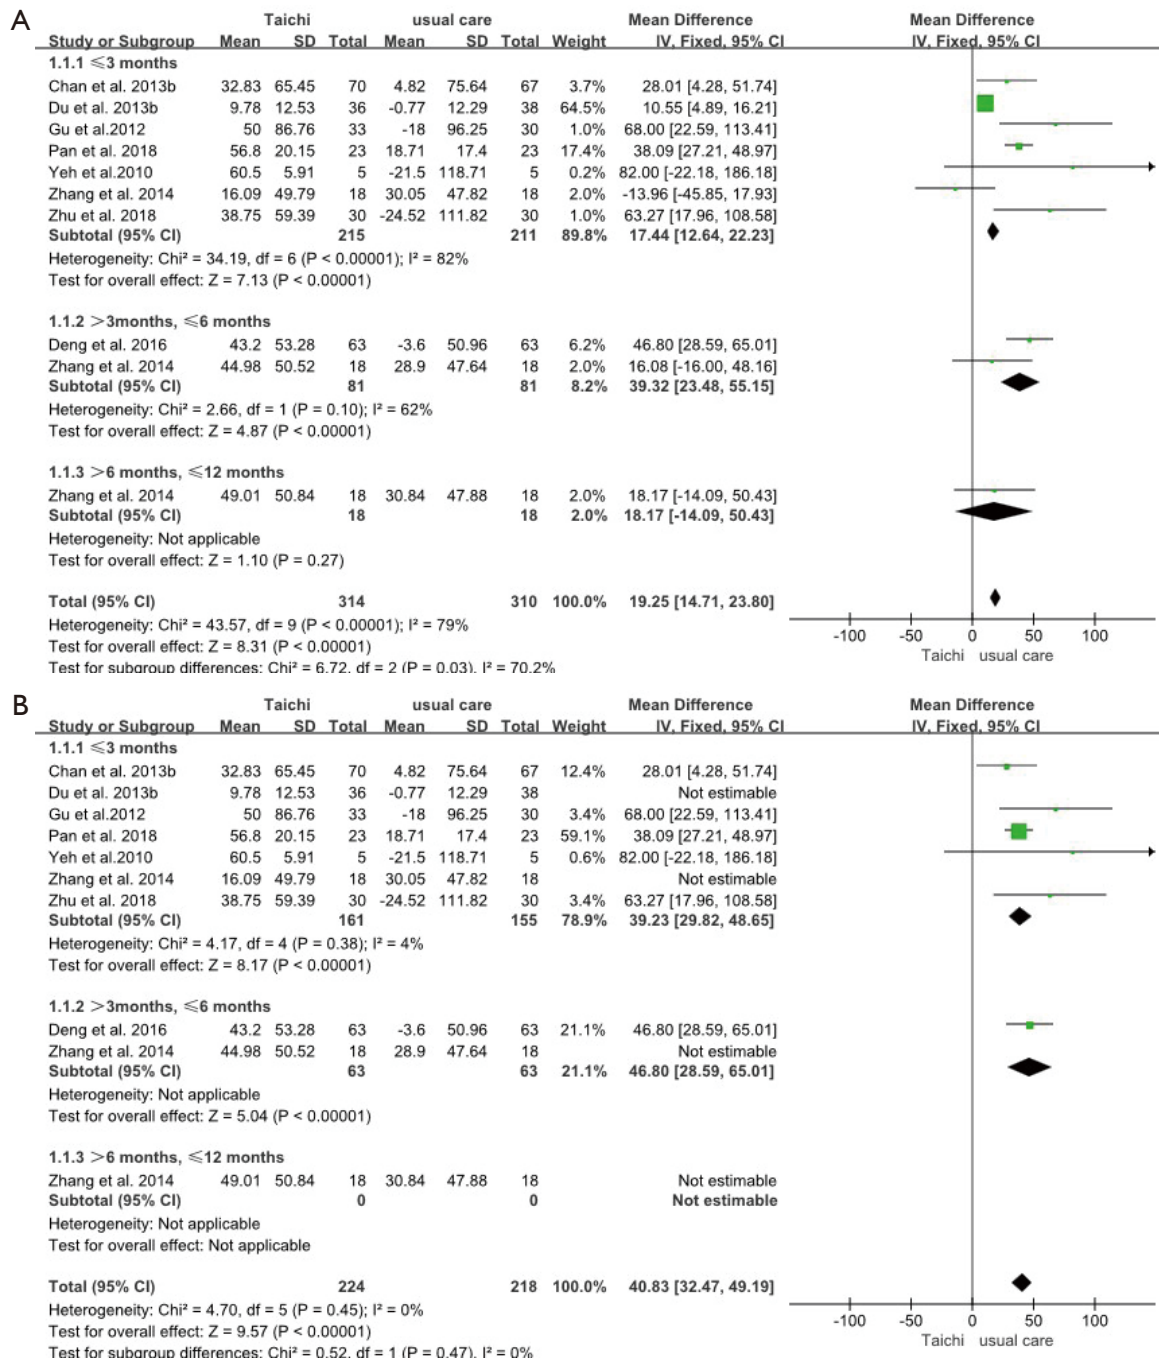 A
Taichi usual care Mean Difference Mean Difference
Study or Subgroup Mean SD Total Mean SD Total Weight IV, Fixed, 95% CI IV, Fixed, 95% CI
1.1.1 ≤3 months
Chan et al. 2013b 32.83 65.45 70 4.82 75.64 67 3.7% 28.01 [4.28, 51.74]
Du et al. 2013b 9.78 12.53 36 -0.77 12.29 38 64.5% 10.55 [4.89, 16.21]
Gu et al.2012 50 86.76 33 -18 96.25 30 1.0% 68.00 [22.59, 113.41]
Pan et al. 2018 56.8 20.15 23 18.71 17.4 23 17.4% 38.09 [27.21, 48.97]
Yeh et al.2010 60.5 5.91 5 -21.5 118.71 5 0.2% 82.00 [-22.18, 186.18]
Zhang et al. 2014 16.09 49.79 18 30.05 47.82 18 2.0% -13.96 [-45.85, 17.93]
Zhu et al. 2018 38.75 59.39 30 -24.52 111.82 30 1.0% 63.27 [17.96, 108.58]
Subtotal (95% CI) 215 211 89.8% 17.44 [12.64, 22.23]
Heterogeneity: Chi² = 34.19, df = 6 (P < 0.00001); I² = 82%
Test for overall effect: Z = 7.13 (P < 0.00001)
1.1.2 >3months, ≤6 months
Deng et al. 2016 43.2 53.28 63 -3.6 50.96 63 6.2% 46.80 [28.59, 65.01]
Zhang et al. 2014 44.98 50.52 18 28.9 47.64 18 2.0% 16.08 [-16.00, 48.16]
Subtotal (95% CI) 81 81 8.2% 39.32 [23.48, 55.15]
Heterogeneity: Chi² = 2.66, df = 1 (P = 0.10); I² = 62%
Test for overall effect: Z = 4.87 (P < 0.00001)
1.1.3 >6 months, ≤12 months
Zhang et al. 2014 49.01 50.84 18 30.84 47.88 18 2.0% 18.17 [-14.09, 50.43]
Subtotal (95% CI) 18 18 2.0% 18.17 [-14.09, 50.43]
Heterogeneity: Not applicable
Test for overall effect: Z = 1.10 (P = 0.27)
Total (95% CI) 314 310 100.0% 19.25 [14.71, 23.80]
Heterogeneity: Chi² = 43.57, df = 9 (P < 0.00001); I² = 79%
Test for overall effect: Z = 8.31 (P < 0.00001)
Test for subgroup differences: Chi² = 6.72, df = 2 (P = 0.03), I² = 70.2%
-100 -50 0 50 100
Taichi usual care
B
Taichi usual care Mean Difference Mean Difference
Study or Subgroup Mean SD Total Mean SD Total Weight IV, Fixed, 95% CI IV, Fixed, 95% CI
1.1.1 ≤3 months
Chan et al. 2013b 32.83 65.45 70 4.82 75.64 67 12.4% 28.01 [4.28, 51.74]
Du et al. 2013b 9.78 12.53 36 -0.77 12.29 38 Not estimable
Gu et al.2012 50 86.76 33 -18 96.25 30 3.4% 68.00 [22.59, 113.41]
Pan et al. 2018 56.8 20.15 23 18.71 17.4 23 59.1% 38.09 [27.21, 48.97]
Yeh et al.2010 60.5 5.91 5 -21.5 118.71 5 0.6% 82.00 [-22.18, 186.18]
Zhang et al. 2014 16.09 49.79 18 30.05 47.82 18 Not estimable
Zhu et al. 2018 38.75 59.39 30 -24.52 111.82 30 3.4% 63.27 [17.96, 108.58]
Subtotal (95% CI) 161 155 78.9% 39.23 [29.82, 48.65]
Heterogeneity: Chi² = 4.17, df = 4 (P = 0.38); I² = 4%
Test for overall effect: Z = 8.17 (P < 0.00001)
1.1.2 >3months, ≤6 months
Deng et al. 2016 43.2 53.28 63 -3.6 50.96 63 21.1% 46.80 [28.59, 65.01]
Zhang et al. 2014 44.98 50.52 18 28.9 47.64 18 Not estimable
Subtotal (95% CI) 63 63 21.1% 46.80 [28.59, 65.01]
Heterogeneity: Not applicable
Test for overall effect: Z = 5.04 (P < 0.00001)
1.1.3 >6 months, ≤12 months
Zhang et al. 2014 49.01 50.84 18 30.84 47.88 18 Not estimable
Subtotal (95% CI) 0 0 Not estimable
Heterogeneity: Not applicable
Test for overall effect: Not applicable
Total (95% CI) 224 218 100.0% 40.83 [32.47, 49.19]
Heterogeneity: Chi² = 4.70, df = 5 (P = 0.45); I² = 0%
Test for overall effect: Z = 9.57 (P < 0.00001)
Test for subgroup differences: Chi² = 0.52, df = 1 (P = 0.47), I² = 0%
-100 -50 0 50 100
Taichi usual care